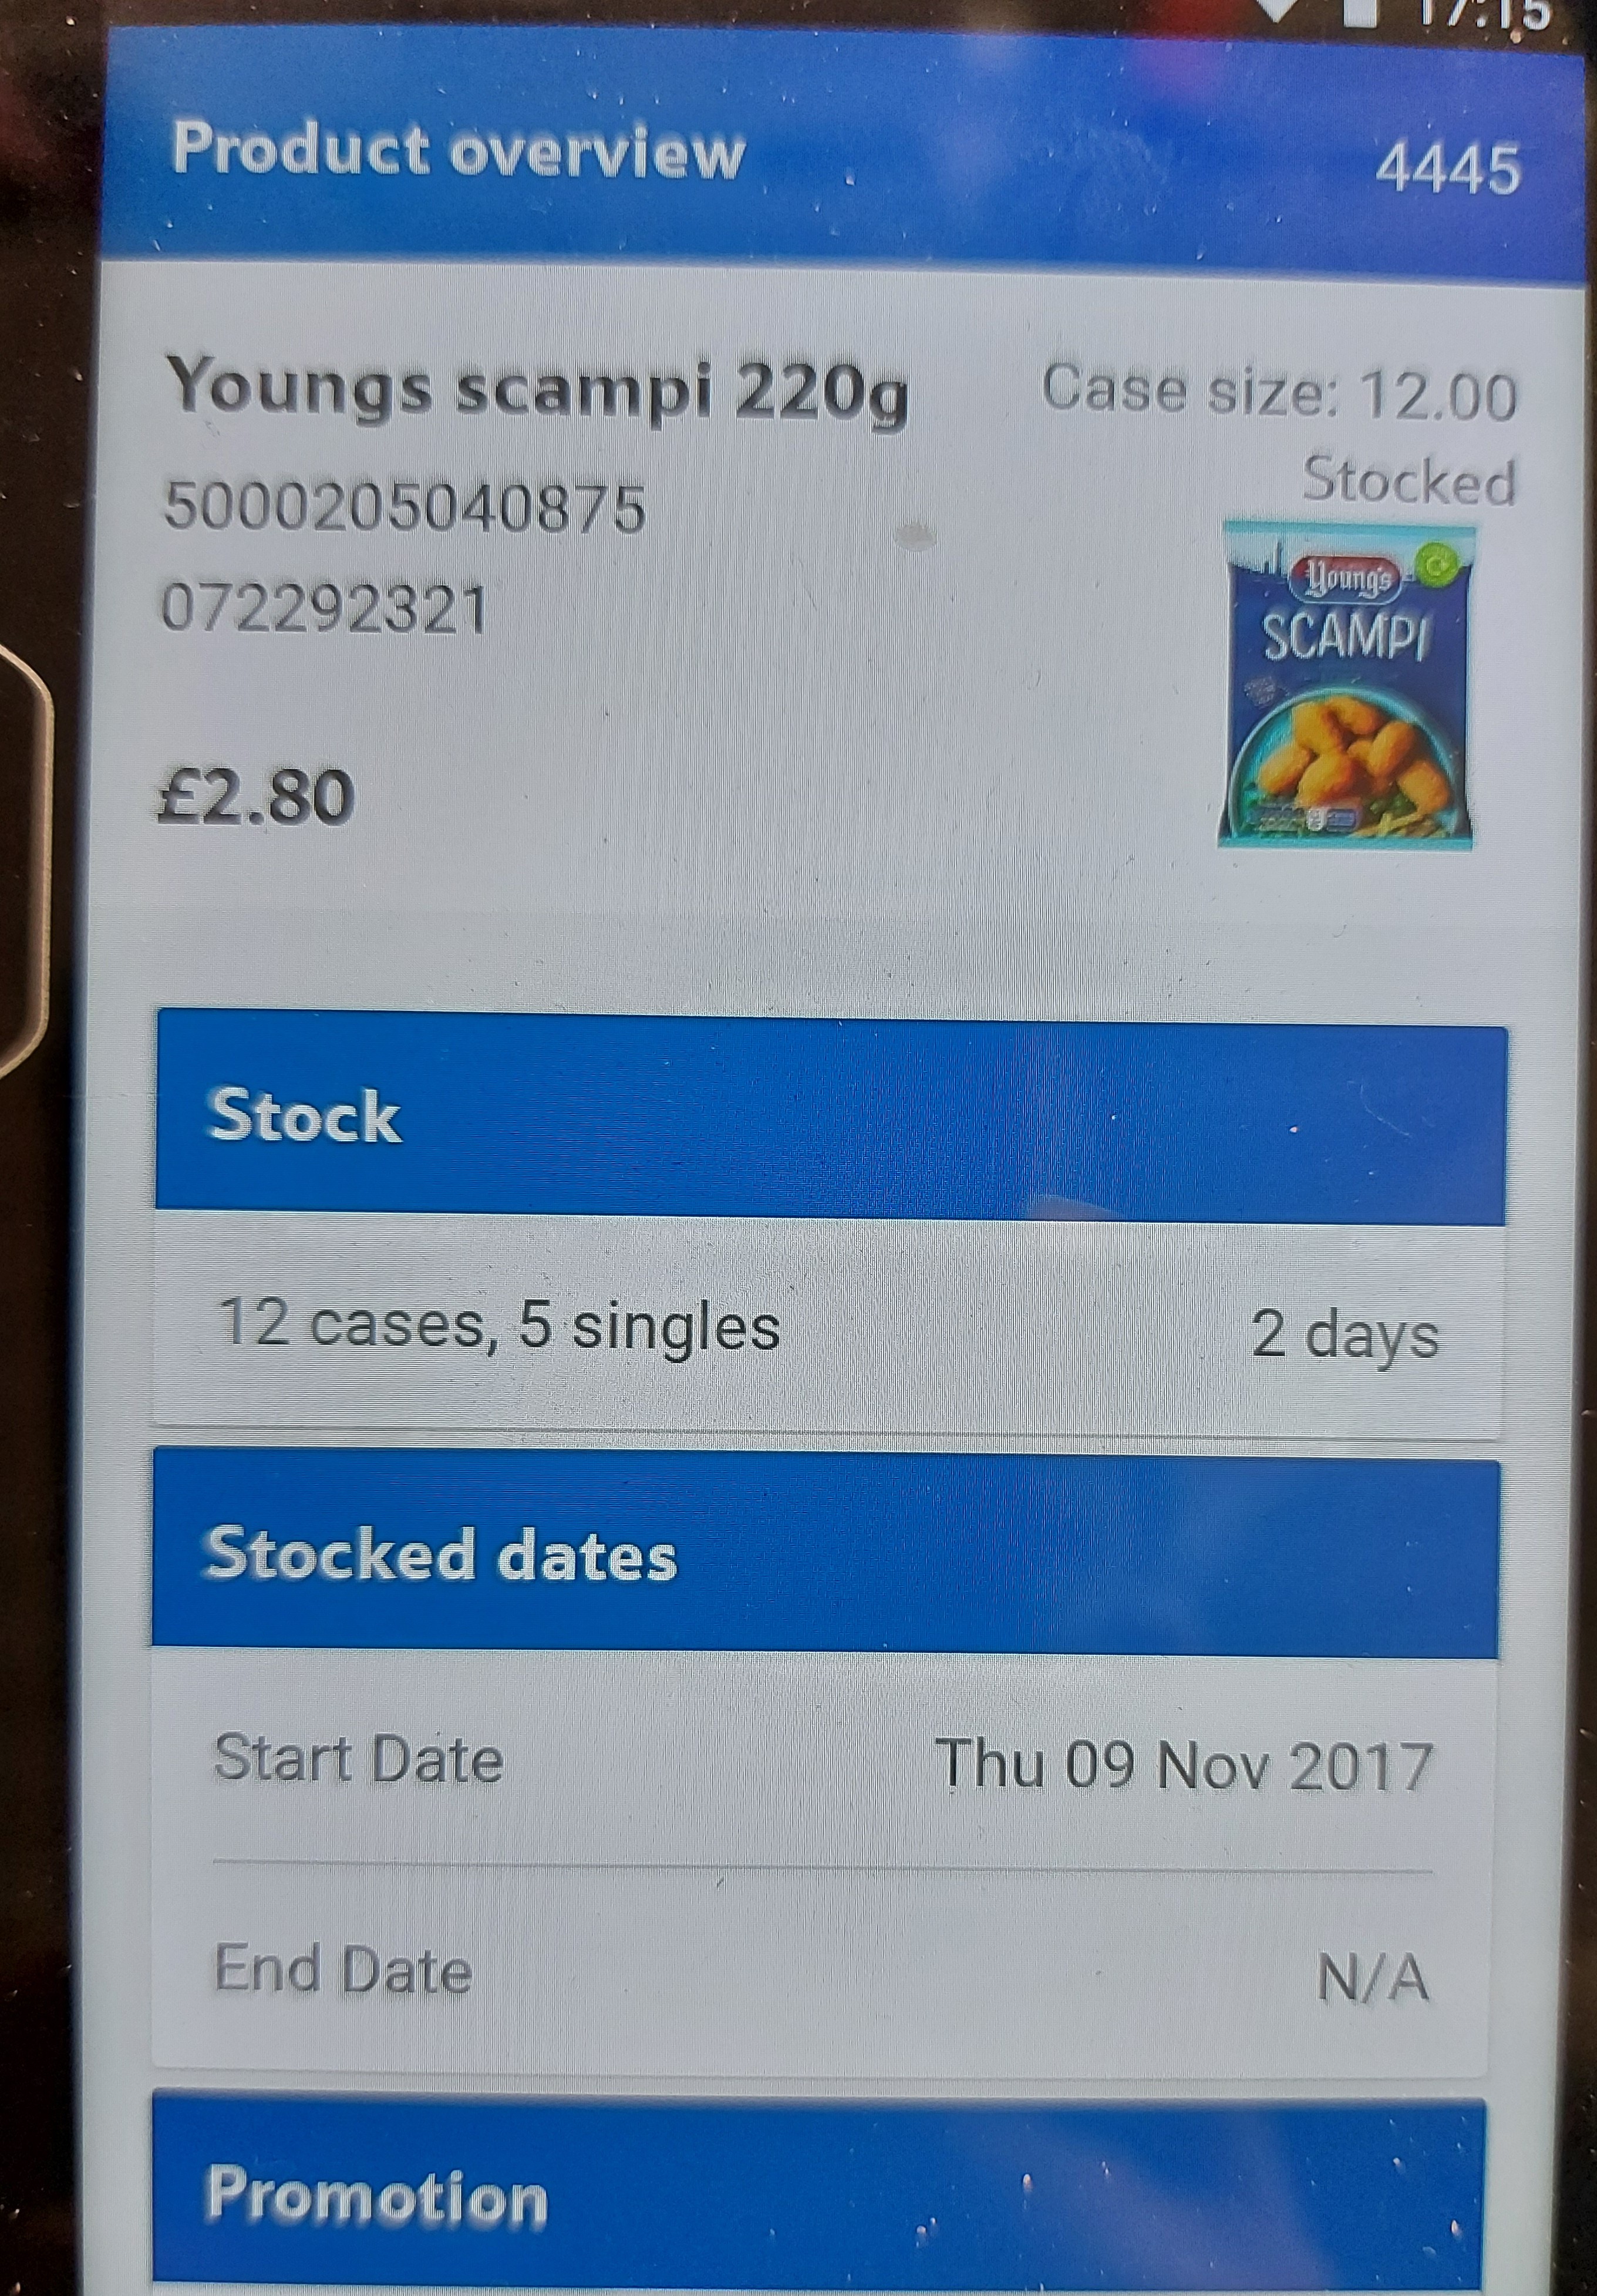 17:15
Product overview 4445
Youngs scampi 220g Case size: 12.00
Stocked
5000205040875
072292321
Young's
SCAMPI
£2.80
Stock
12 cases, 5 singles 2 days
Stocked dates
Start Date Thu 09 Nov 2017
End Date N/A
Promotion